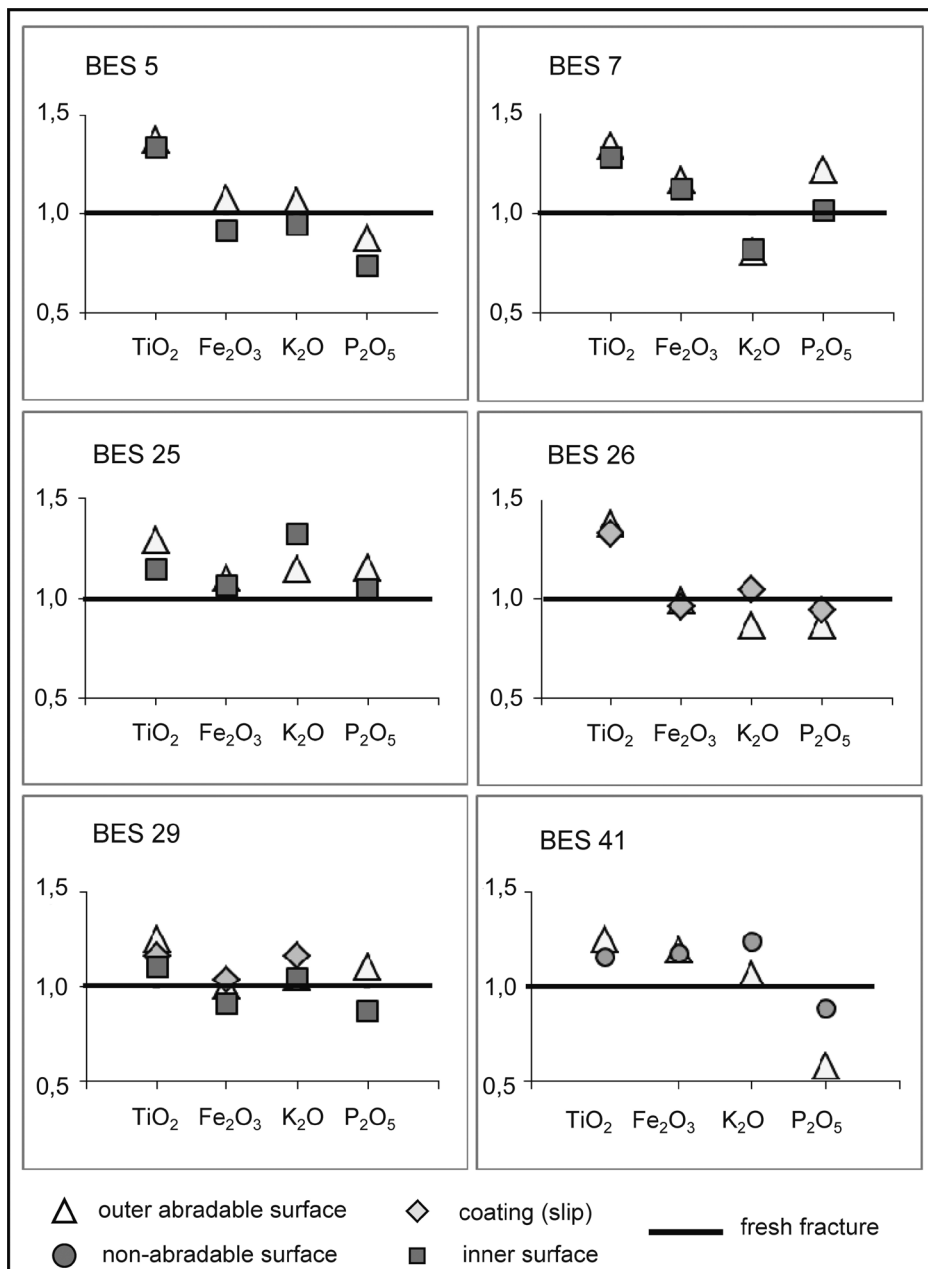 BES 5
1,5
1,0
0,5
TiO₂ Fe₂O₃ K₂O P₂O₅
BES 7
1,5
1,0
0,5
TiO₂ Fe₂O₃ K₂O P₂O₅
BES 25
1,5
1,0
0,5
TiO₂ Fe₂O₃ K₂O P₂O₅
BES 26
1,5
1,0
0,5
TiO₂ Fe₂O₃ K₂O P₂O₅
BES 29
1,5
1,0
0,5
TiO₂ Fe₂O₃ K₂O P₂O₅
BES 41
1,5
1,0
0,5
TiO₂ Fe₂O₃ K₂O P₂O₅
outer abradable surface
coating (slip)
fresh fracture
non-abradable surface
inner surface